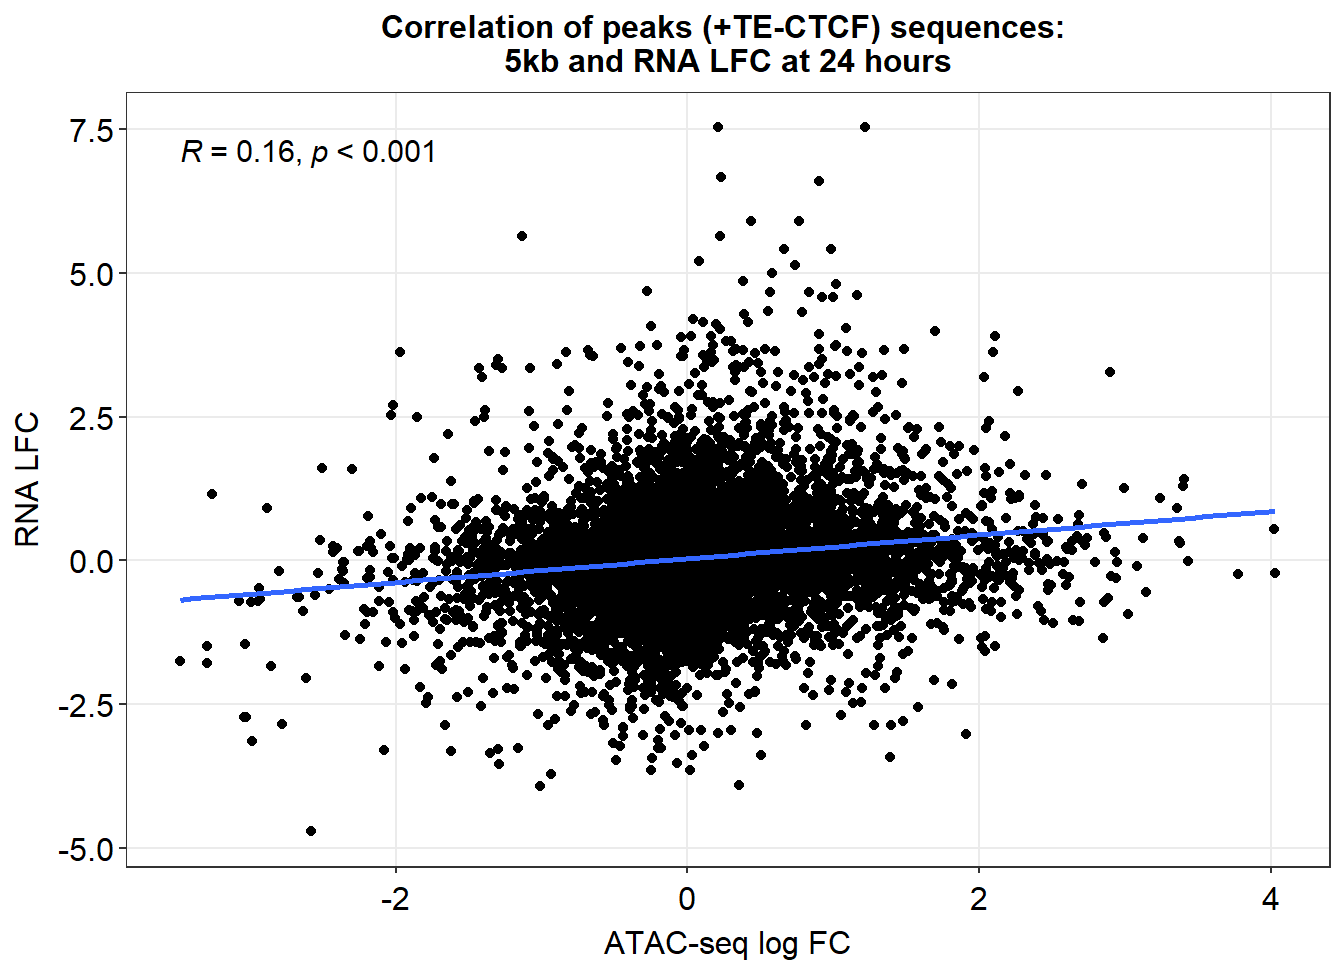 Correlation of peaks (+TE-CTCF) sequences:
5kb and RNA LFC at 24 hours
R = 0.16, p < 0.001
7.5
5.0
2.5
0.0
-2.5
-5.0
RNA LFC
-2
0
2
4
ATAC-seq log FC